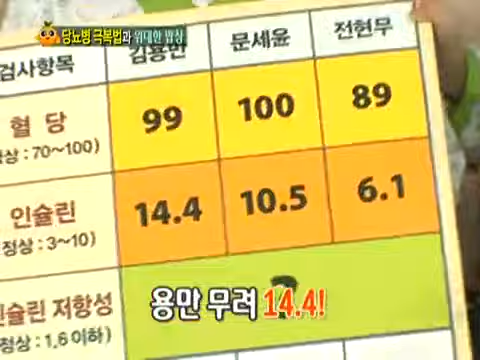 당뇨병 극복법과 위대한 밥상
검사항목 김용만 문세윤 전현무
혈 당 99 100 89
상 : 70~100)
인슐린 14.4 10.5 6.1
정상 : 3~10)
인슐린 저항성 ?
정상 : 1.6 이하)
용만 무려 14.4!